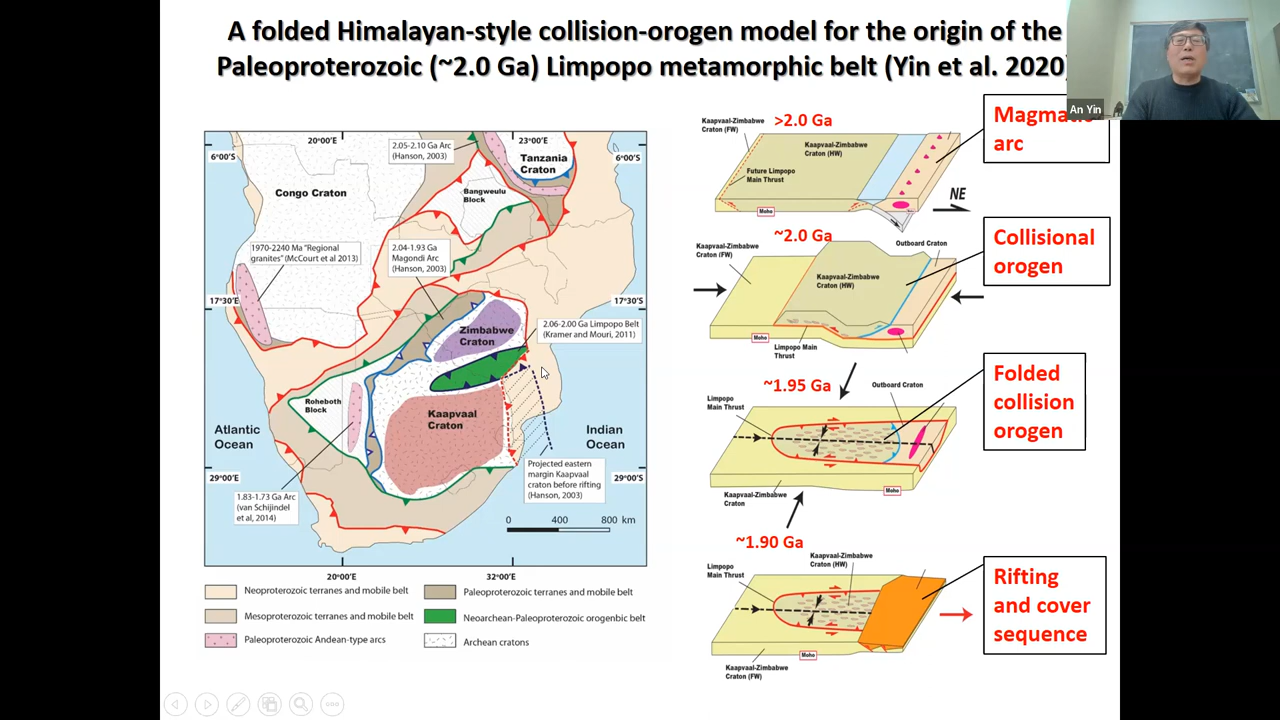 A folded Himalayan-style collision-orogen model for the origin of the
Paleoproterozoic (~2.0 Ga) Limpopo metamorphic belt (Yin et al. 2020)
An Yin
20°00'E
23°00'E
6°00'S
6°00'S
2.05-2.10 Ga Arc
(Hanson, 2003)
Tanzania
Craton
Congo Craton
Bangweulu
Block
1970-2240 Ma "Regional
granites" (McCourt et al 2013)
2.04-1.93 Ga
Magondi Arc
(Hanson, 2003)
17°30'E
17°30'S
2.06-2.00 Ga Limpopo Belt
(Kramer and Mouri, 2011)
Zimbabwe
Craton
Roheboth
Block
Kaapvaal
Craton
Atlantic
Ocean
Indian
Ocean
29°00'S
29°00'S
Projected eastern
margin Kaapvaal
craton before rifting
(Hanson, 2003)
1.83-1.73 Ga Arc
(van Schijindel
et al, 2014)
0 400 800 km
20°00'E
32°00'E
Neoproterozoic terranes and mobile belt
Mesoproterozoic terranes and mobile belt
Paleoproterozoic Andean-type arcs
Paleoproterozoic terranes and mobile belt
Neoarchean-Paleoproterozoic orogenbic belt
Archean cratons
Kaapvaal-Zimbabwe
Craton (FW)
>2.0 Ga
Kaapvaal-Zimbabwe
Craton (HW)
Future Limpopo
Main Thrust
Moho
NE
Magmatic
arc
~2.0 Ga
Kaapvaal-Zimbabwe
Craton (FW)
Outboard Craton
Kaapvaal-Zimbabwe
Craton (HW)
Moho
Limpopo Main
Thrust
Collisional
orogen
~1.95 Ga
Limpopo
Main Thrust
Outboard Craton
Kaapvaal-Zimbabwe
Craton
Moho
Folded
collision
orogen
~1.90 Ga
Limpopo
Main Thrust
Kaapvaal-Zimbabwe
Craton (HW)
Moho
Kaapvaal-Zimbabwe
Craton (FW)
Rifting
and cover
sequence